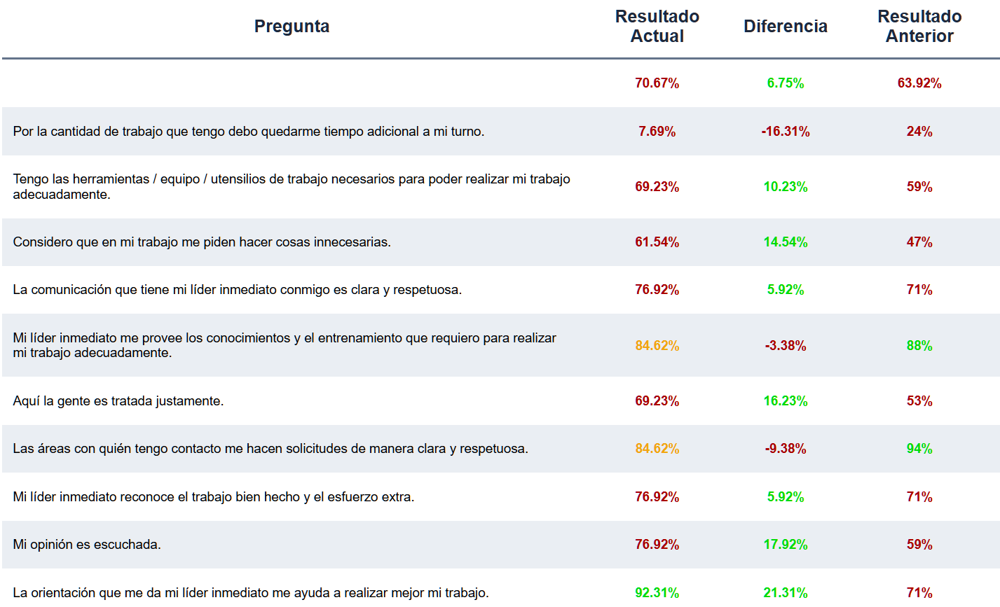 Pregunta Resultado Actual Diferencia Resultado Anterior
70.67% 6.75% 63.92%
Por la cantidad de trabajo que tengo debo quedarme tiempo adicional a mi turno. 7.69% -16.31% 24%
Tengo las herramientas / equipo / utensilios de trabajo necesarios para poder realizar mi trabajo
adecuadamente. 69.23% 10.23% 59%
Considero que en mi trabajo me piden hacer cosas innecesarias. 61.54% 14.54% 47%
La comunicación que tiene mi líder inmediato conmigo es clara y respetuosa. 76.92% 5.92% 71%
Mi líder inmediato me provee los conocimientos y el entrenamiento que requiero para realizar
mi trabajo adecuadamente. 84.62% -3.38% 88%
Aquí la gente es tratada justamente. 69.23% 16.23% 53%
Las áreas con quién tengo contacto me hacen solicitudes de manera clara y respetuosa. 84.62% -9.38% 94%
Mi líder inmediato reconoce el trabajo bien hecho y el esfuerzo extra. 76.92% 5.92% 71%
Mi opinión es escuchada. 76.92% 17.92% 59%
La orientación que me da mi líder inmediato me ayuda a realizar mejor mi trabajo. 92.31% 21.31% 71%